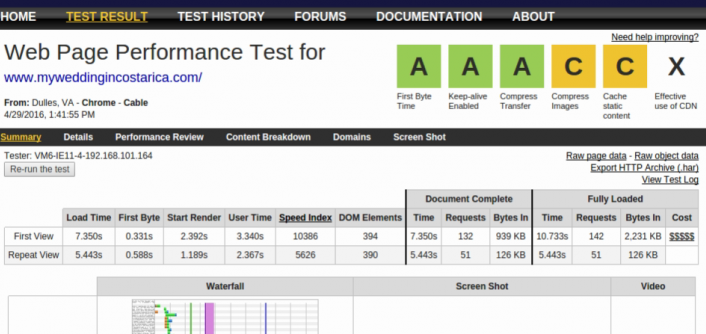 HOME TEST RESULT TEST HISTORY FORUMS DOCUMENTATION ABOUT
Need help improving?
Web Page Performance Test for
www.myweddingincostarica.com/
From: Dulles, VA - Chrome - Cable
4/29/2016, 1:41:55 PM
A A A C C X
First Byte Time
Keep-alive Enabled
Compress Transfer
Compress Images
Cache static content
Effective use of CDN
Summary Details Performance Review Content Breakdown Domains Screen Shot
Tester: VM6-IE11-4-192.168.101.164
Re-run the test
Raw page data - Raw object data
Export HTTP Archive (.har)
View Test Log
Document Complete Fully Loaded
Load Time First Byte Start Render User Time Speed Index DOM Elements Time Requests Bytes In Time Requests Bytes In Cost
First View 7.350s 0.331s 2.392s 3.340s 10386 394 7.350s 132 939 KB 10.733s 142 2,231 KB $$$$$
Repeat View 5.443s 0.588s 1.189s 2.367s 5626 390 5.443s 51 126 KB 5.443s 51 126 KB
Waterfall Screen Shot Video